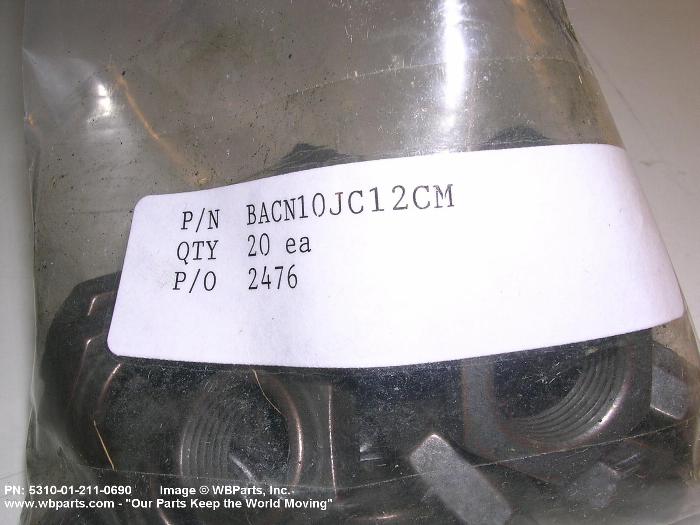 P/N BACN10JC12CM
QTY 20 ea
P/O 2476
PN: 5310-01-211-0690 Image © WBParts, Inc.
www.wbparts.com - "Our Parts Keep the World Moving"